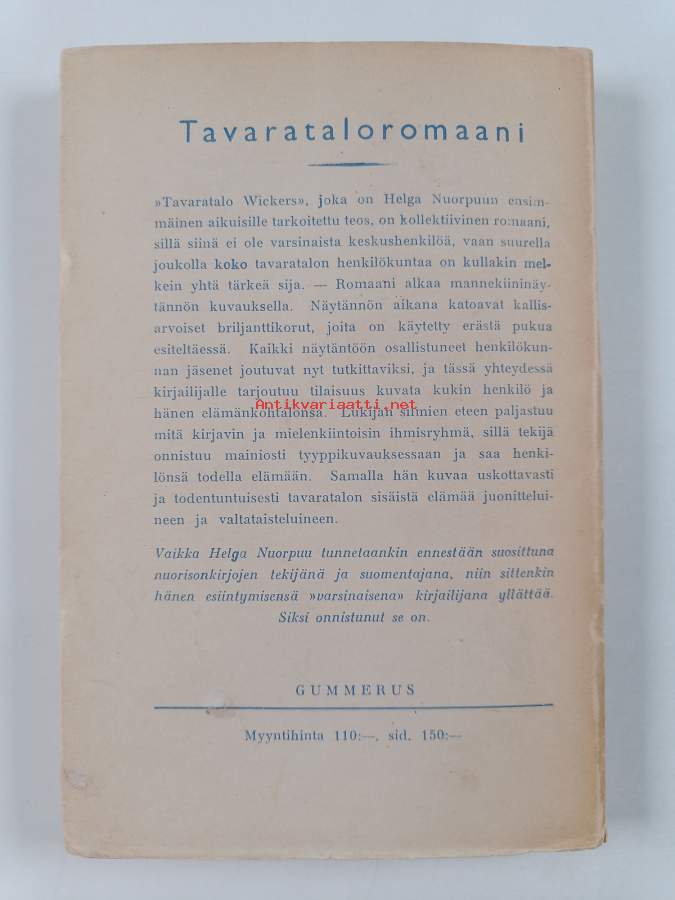 Tavarataloromaani
»Tavaratalo Wickers», joka on Helga Nuorpuun ensim-
mäinen aikuisille tarkoitettu teos, on kollektiivinen romaani,
sillä siinä ei ole varsinaista keskushenkilöä, vaan suurella
joukolla koko tavaratalon henkilökuntaa on kullakin mel-
kein yhtä tärkeä sija. — Romaani alkaa mannekiininäy-
tännön kuvauksella. Näytännön aikana katoavat kallis-
arvoiset briljanttikorut, joita on käytetty erästä pukua
esiteltäessä. Kaikki näytäntöön osallistuneet henkilökun-
nan jäsenet joutuvat nyt tutkittaviksi, ja tässä yhteydessä
kirjailijalle tarjoutuu tilaisuus kuvata kukin henkilö ja
Antikvariaatti.net
hänen elämänkohtalonsa. Lukijan silmien eteen paljastuu
mitä kirjavin ja mielenkiintoisin ihmisryhmä, sillä tekijä
onnistuu mainiosti tyyppikuvauksessaan ja saa henki-
lönsä todella elämään. Samalla hän kuvaa uskottavasti
ja todentuntuisesti tavaratalon sisäistä elämää juonittelui-
neen ja valtataisteluineen.
Vaikka Helga Nuorpuu tunnetaankin ennestään suosittuna
nuorisonkirjojen tekijänä ja suomentajana, niin sittenkin
hänen esiintymisensä »varsinaisena» kirjailijana yllättää.
Siksi onnistunut se on.
GUMMERUS
Myyntihinta 110:—, sid. 150:—